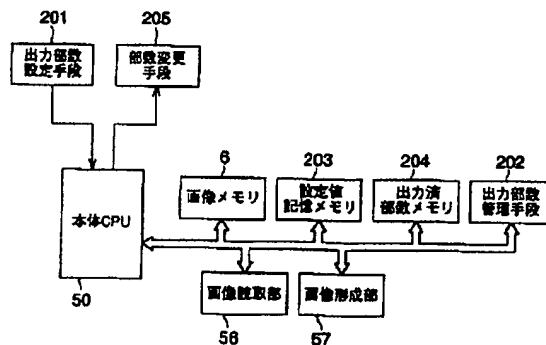 201
205
出力部数
設定手段
部数変更
手段
6
203
204
202
画像メモリ
設定値
記憶メモリ
出力済
部数メモリ
出力部数
管理手段
本体CPU
50
画像読取部
画像形成部
56
57